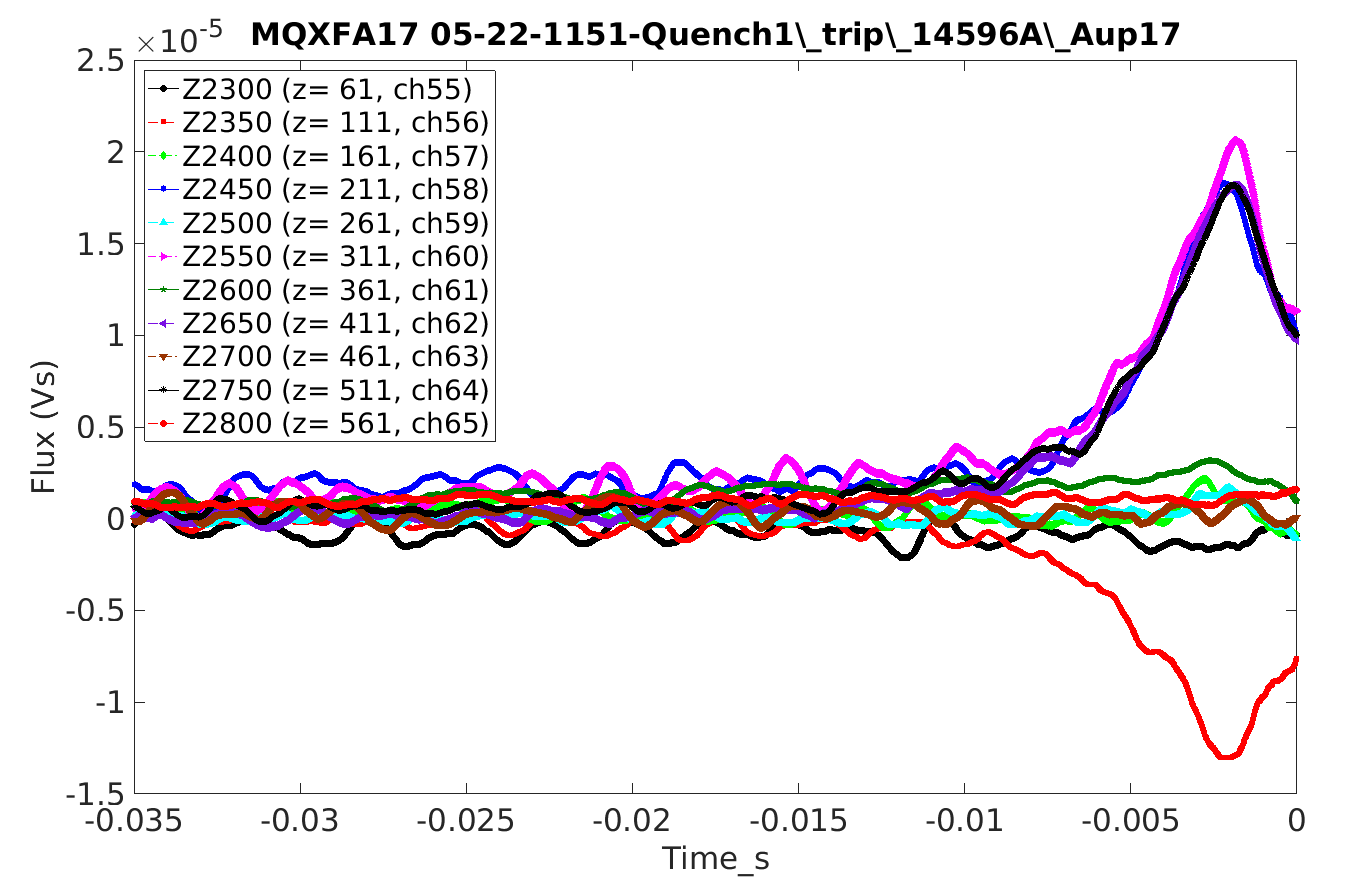 MQXFA17 05-22-1151-Quench1\_trip\_14596A\_Aup17
×10-5
2.5
2
1.5
1
0.5
0
-0.5
-1
-1.5
Flux (Vs)
Z2300 (z= 61, ch55)
Z2350 (z= 111, ch56)
Z2400 (z= 161, ch57)
Z2450 (z= 211, ch58)
Z2500 (z= 261, ch59)
Z2550 (z= 311, ch60)
Z2600 (z= 361, ch61)
Z2650 (z= 411, ch62)
Z2700 (z= 461, ch63)
Z2750 (z= 511, ch64)
Z2800 (z= 561, ch65)
-0.035 -0.03 -0.025 -0.02 -0.015 -0.01 -0.005 0
Time_s